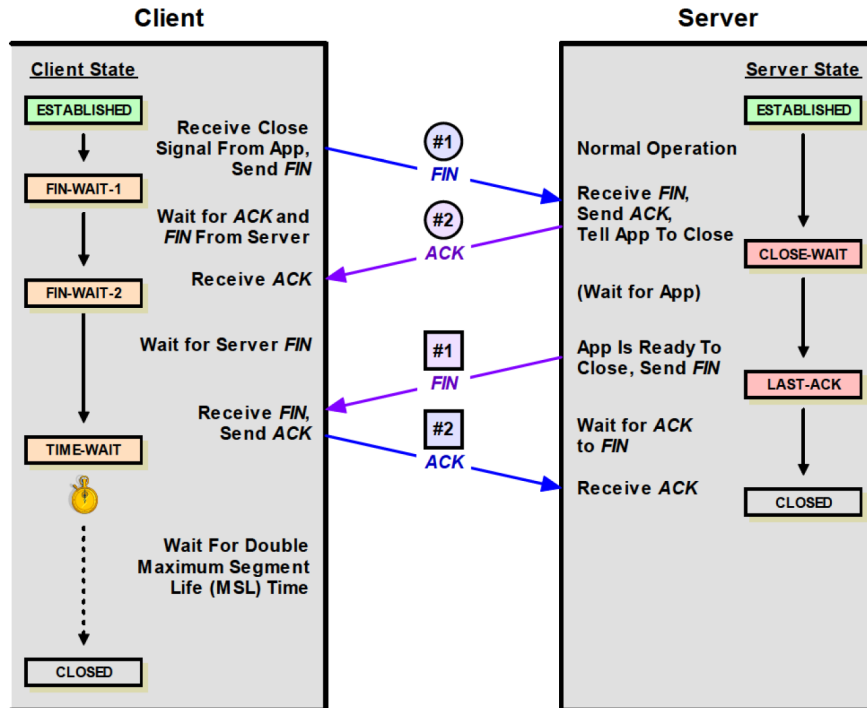 Client
Server
Client State
ESTABLISHED
Receive Close
Signal From App,
Send FIN
FIN-WAIT-1
Wait for ACK and
FIN From Server
Receive ACK
FIN-WAIT-2
Wait for Server FIN
Receive FIN,
Send ACK
TIME-WAIT
Wait For Double
Maximum Segment
Life (MSL) Time
CLOSED
#1
FIN
#2
ACK
#1
FIN
#2
ACK
Server State
ESTABLISHED
Normal Operation
Receive FIN,
Send ACK,
Tell App To Close
CLOSE-WAIT
(Wait for App)
App Is Ready To
Close, Send FIN
LAST-ACK
Wait for ACK
to FIN
Receive ACK
CLOSED